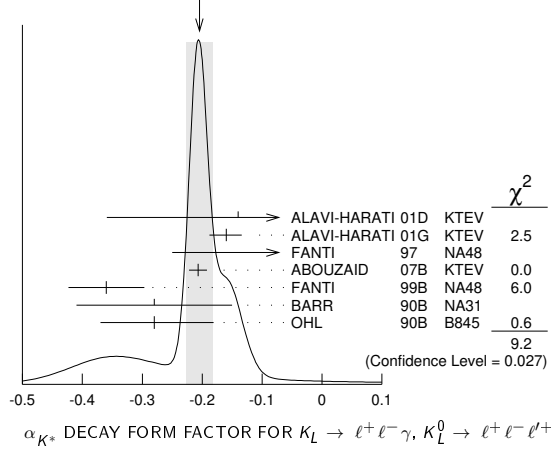 χ²
ALAVI-HARATI 01D KTEV
ALAVI-HARATI 01G KTEV 2.5
FANTI 97 NA48
ABOUZAID 07B KTEV 0.0
FANTI 99B NA48 6.0
BARR 90B NA31
OHL 90B B845 0.6
9.2
(Confidence Level = 0.027)
-0.5 -0.4 -0.3 -0.2 -0.1 0 0.1
α_{K*} DECAY FORM FACTOR FOR K_L → ℓ⁺ℓ⁻γ, K⁰_L → ℓ⁺ℓ⁻ℓ′⁺